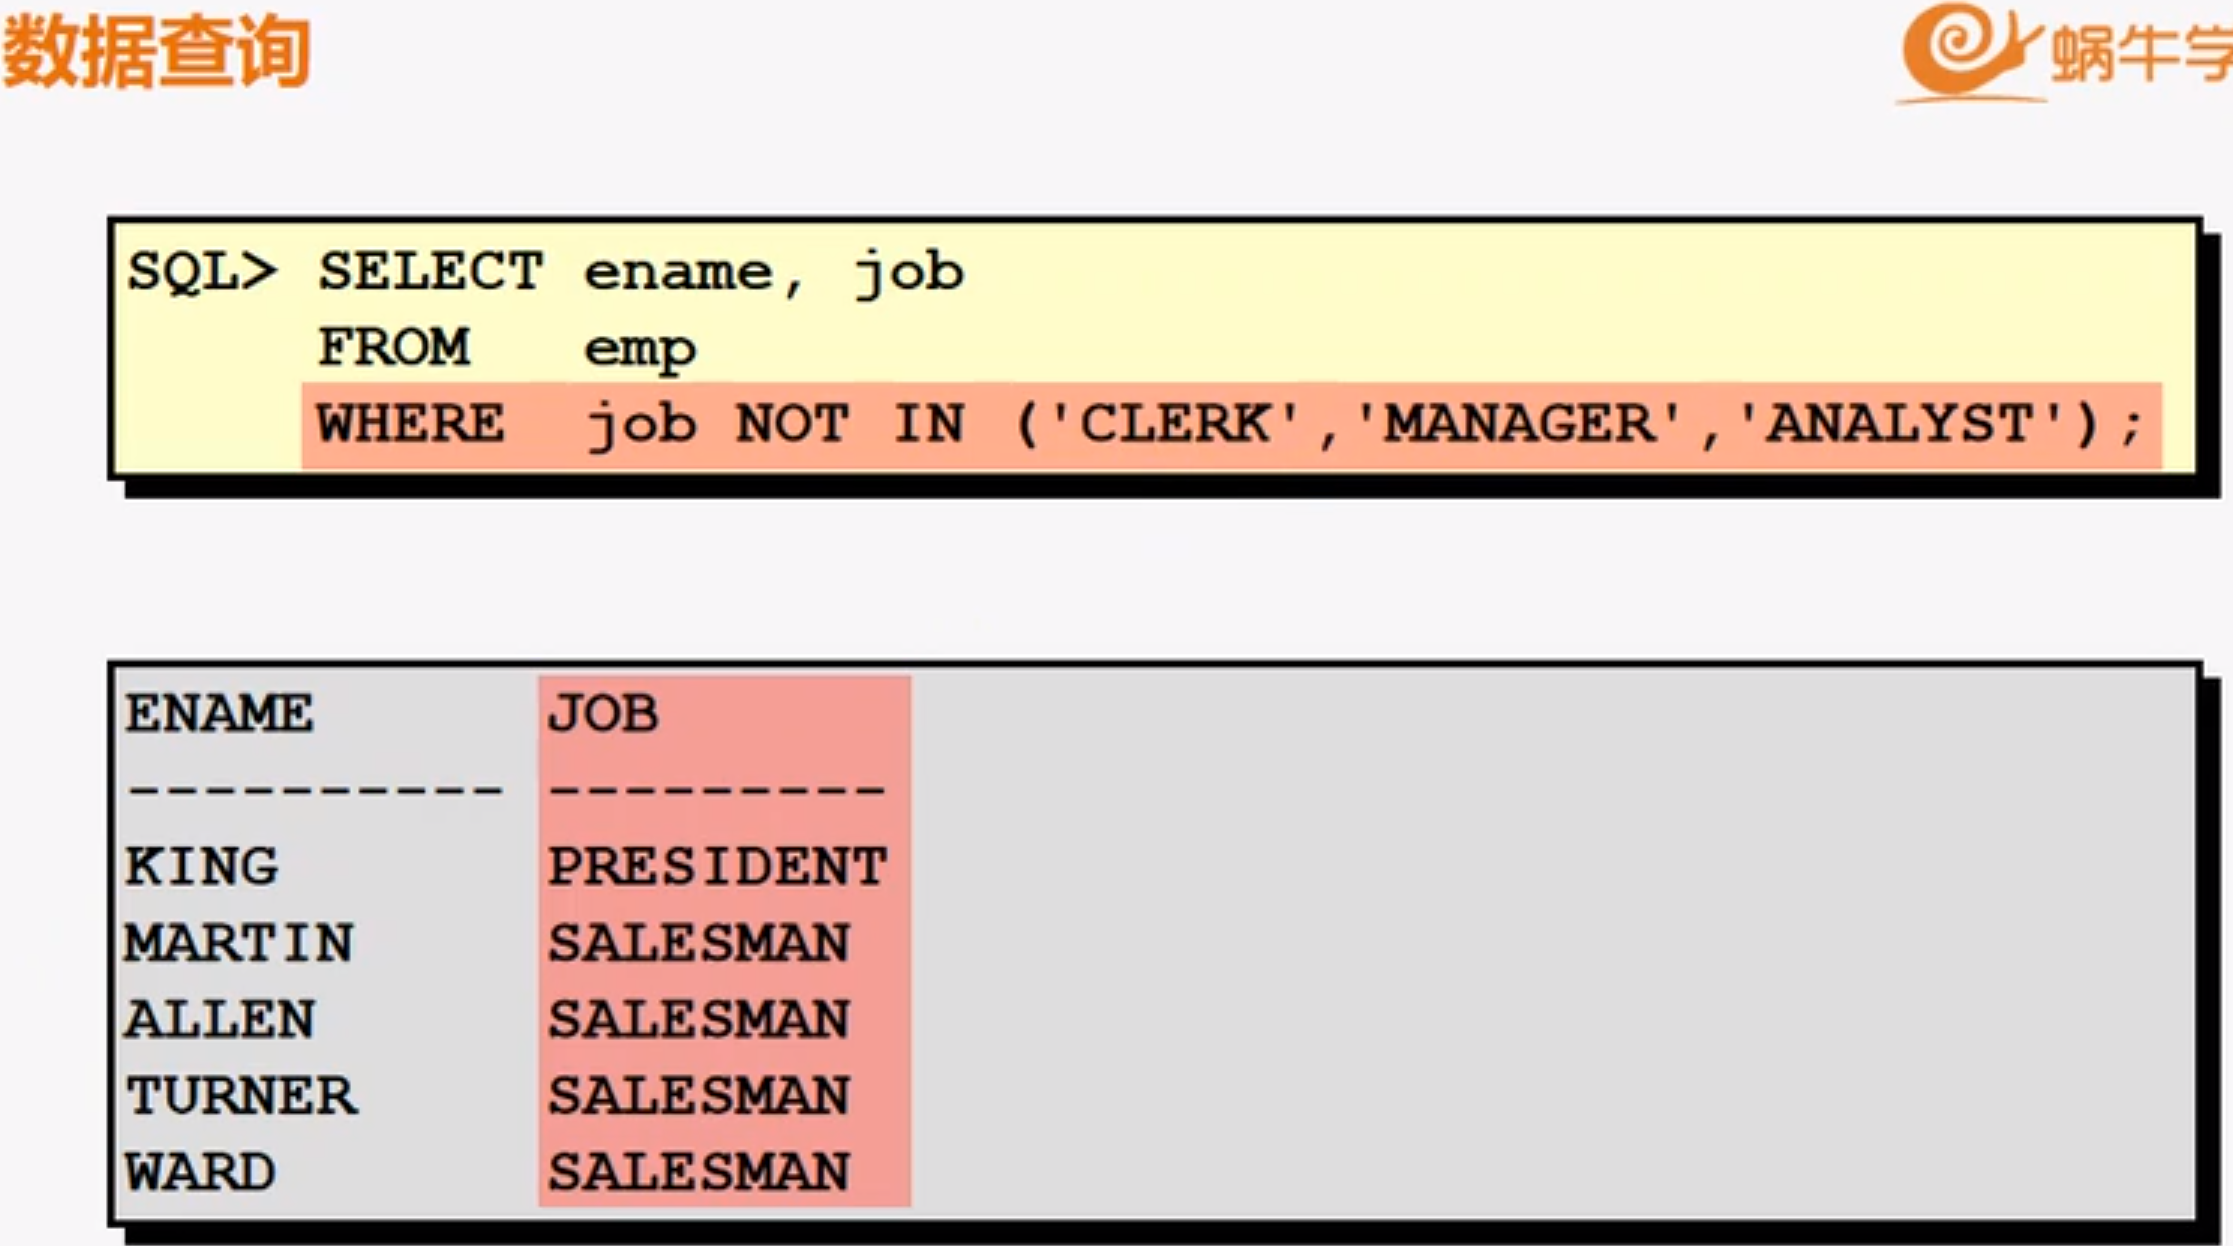 数据查询
蜗牛学
SQL> SELECT ename, job
FROM emp
WHERE job NOT IN ('CLERK','MANAGER','ANALYST');
ENAME JOB
---------- ---------
KING PRESIDENT
MARTIN SALESMAN
ALLEN SALESMAN
TURNER SALESMAN
WARD SALESMAN